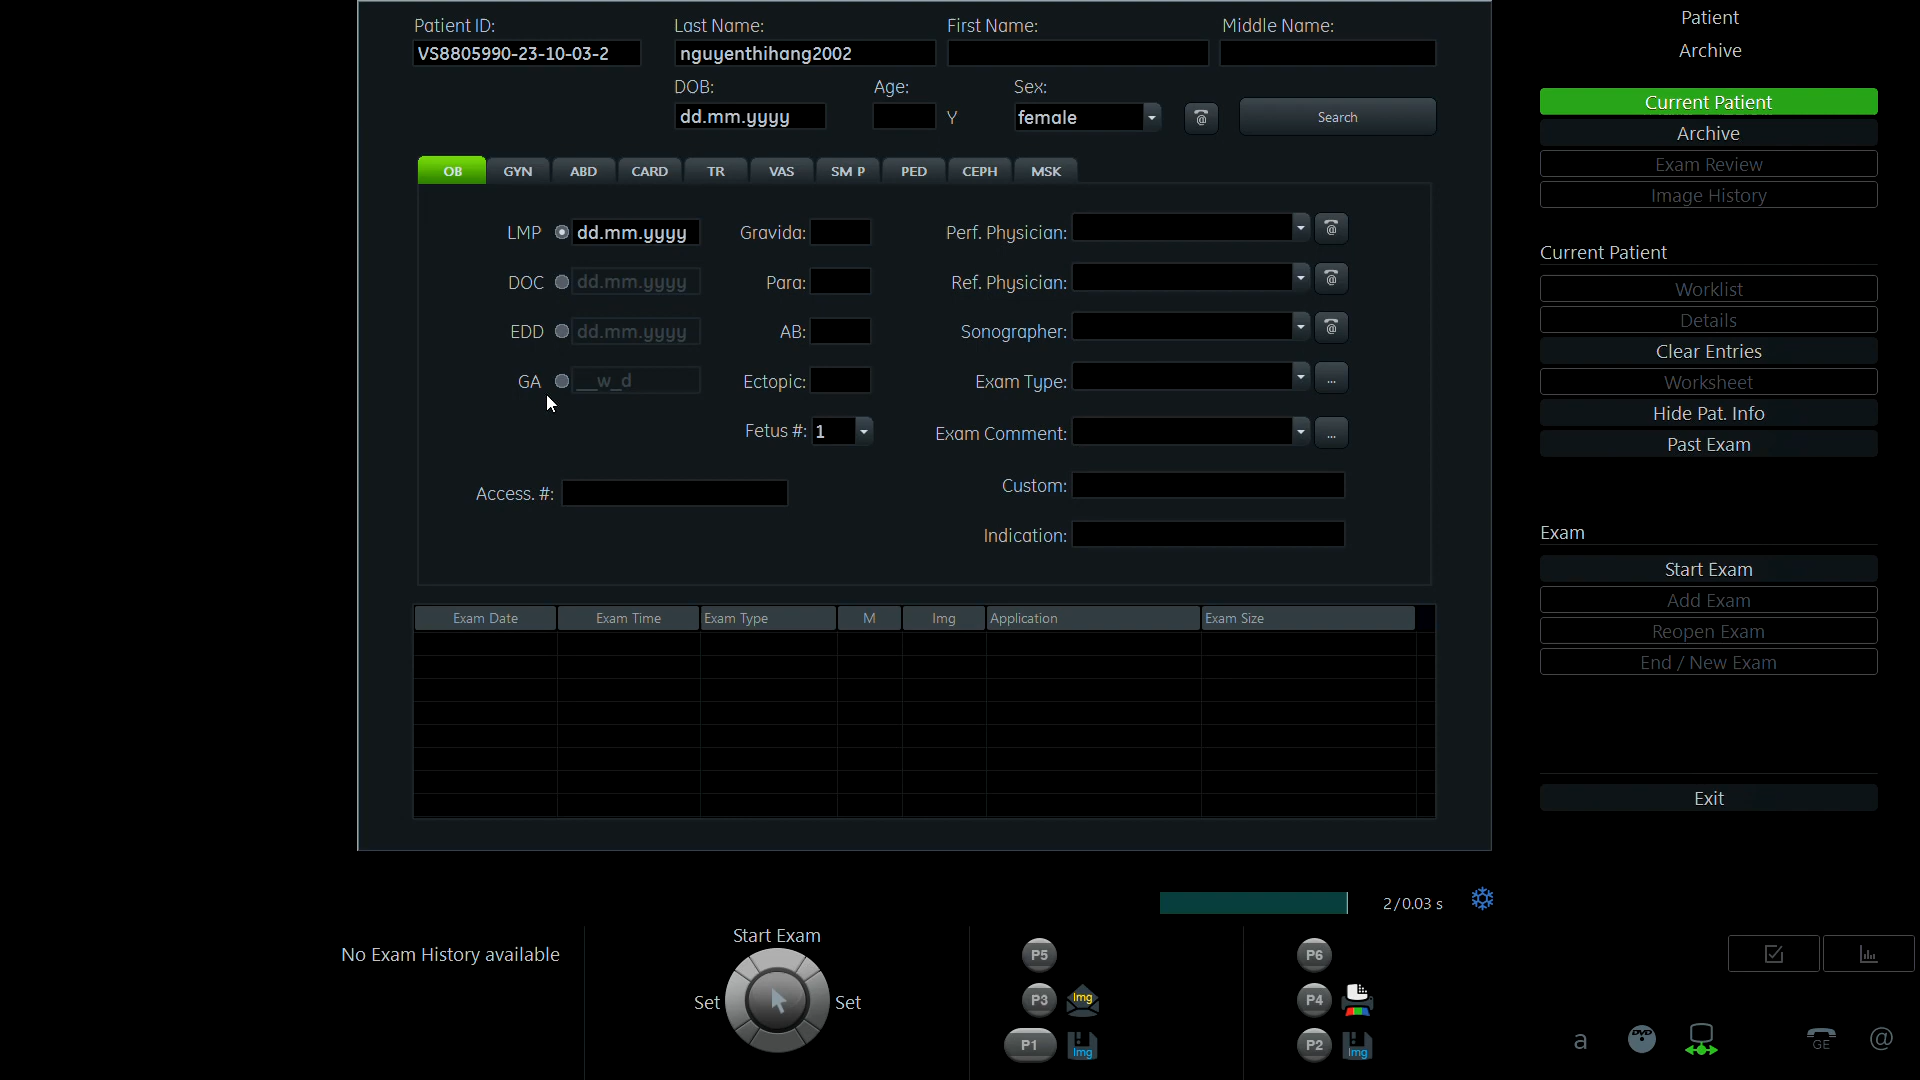 Patient ID: Last Name: First Name: Middle Name:
VS8805990-23-10-03-2 nguyenthihang2002
DOB: Age: Sex:
dd.mm.yyyy Y female @ Search
OB GYN ABD CARD TR VAS SM P PED CEPH MSK
LMP dd.mm.yyyy Gravida: Perf. Physician: @
DOC dd.mm.yyyy Para: Ref. Physician: @
EDD dd.mm.yyyy AB: Sonographer: @
GA __w_d Ectopic: Exam Type: ...
Fetus #: 1 Exam Comment: ...
Access. #: Custom:
Indication:
Exam Date Exam Time Exam Type M Img Application Exam Size
Patient
Archive
Current Patient
Archive
Exam Review
Image History
Current Patient
Worklist
Details
Clear Entries
Worksheet
Hide Pat. Info
Past Exam
Exam
Start Exam
Add Exam
Reopen Exam
End / New Exam
Exit
2/0.03 s
No Exam History available
Start Exam
Set Set
P5
P3 Img
P1 Img
P6
P4
P2 Img
a DVD GE @